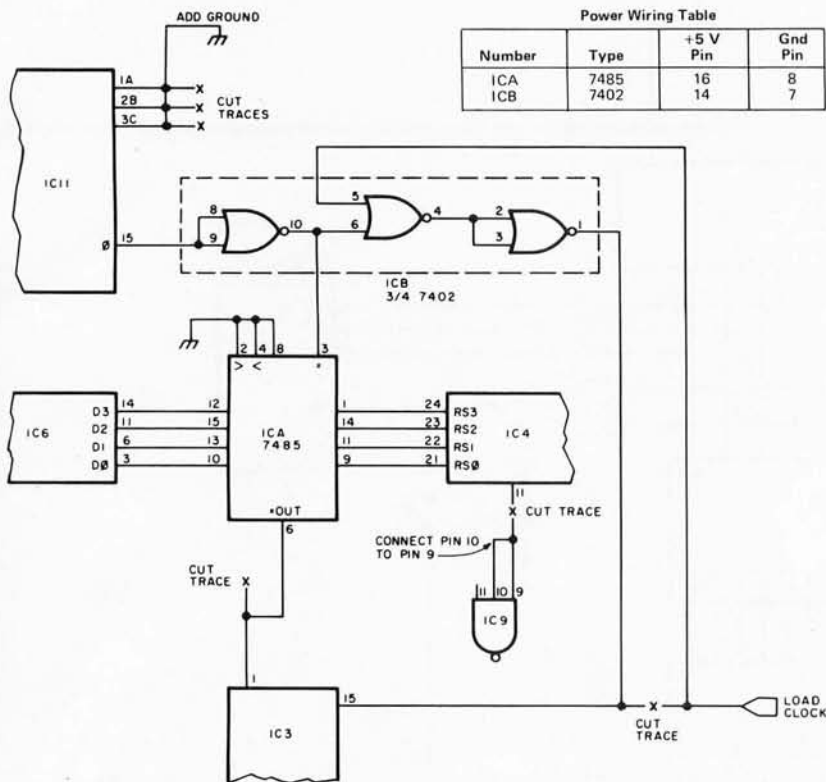 ADD GROUND
Power Wiring Table
Number Type +5 V Pin Gnd Pin
ICA 7485 16 8
ICB 7402 14 7
1A
2B
3C
CUT TRACES
IC11
Ø
15
8
9
10
5
6
4
2
3
1
ICB
3/4 7402
2 4 8 3
> < =
IC6
D3 14 12
D2 11 15
D1 6 13
DØ 3 10
ICA
7485
1 24 RS3
14 23 RS2
11 22 RS1
9 21 RSØ
IC4
=OUT
6
11
X CUT TRACE
CONNECT PIN 10
TO PIN 9
CUT
TRACE X
11 10 9
IC9
1
15
IC3
X
CUT
TRACE
LOAD
CLOCK